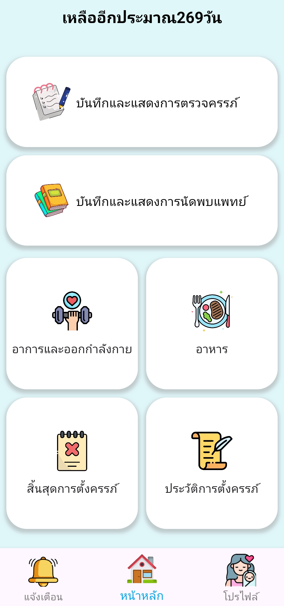 เหลืออีกประมาณ269วัน
บันทึกและแสดงการตรวจครรภ์
บันทึกและแสดงการนัดพบแพทย์
อาการและออกกำลังกาย
อาหาร
สิ้นสุดการตั้งครรภ์
ประวัติการตั้งครรภ์
แจ้งเตือน
หน้าหลัก
โปรไฟล์